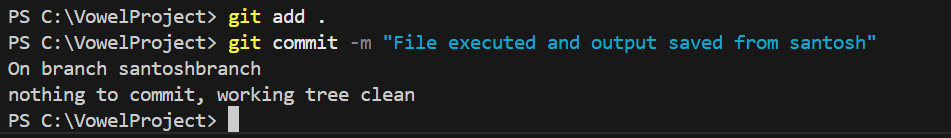 PS C:\VowelProject> git add .
PS C:\VowelProject> git commit -m "File executed and output saved from santosh"
On branch santoshbranch
nothing to commit, working tree clean
PS C:\VowelProject>